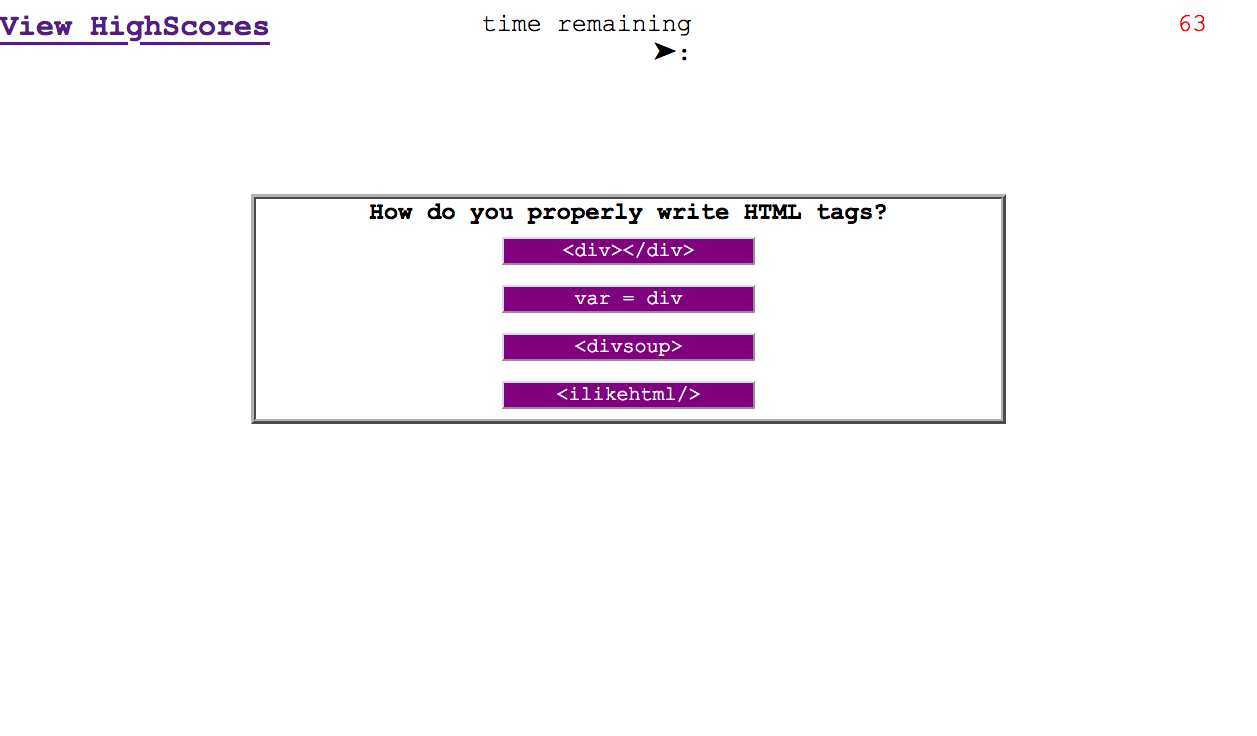 View HighScores
time remaining
➤:
63
How do you properly write HTML tags?
<div></div>
var = div
<divsoup>
<ilikehtml/>